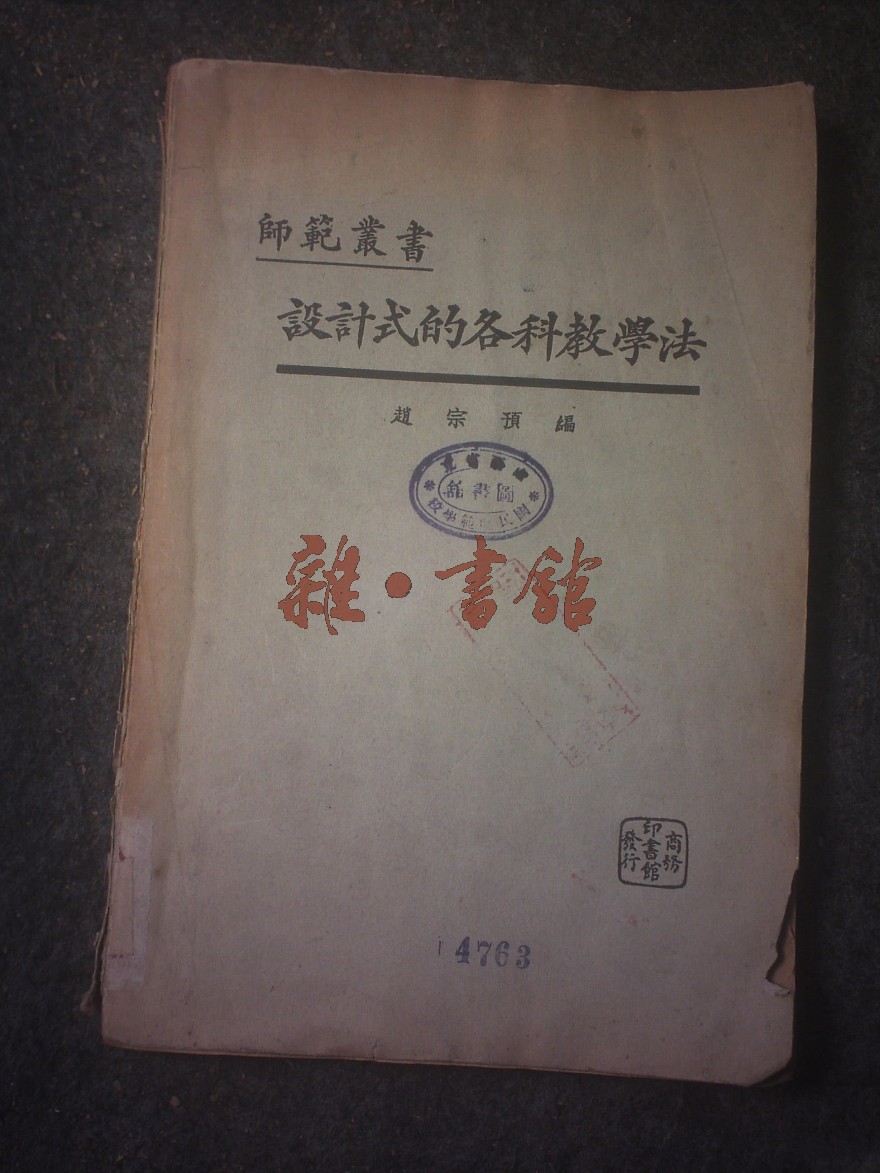 師範叢書
設計式的各科教學法
趙宗預編
圖書館
雜·書館
商務
印書館
發行
4763